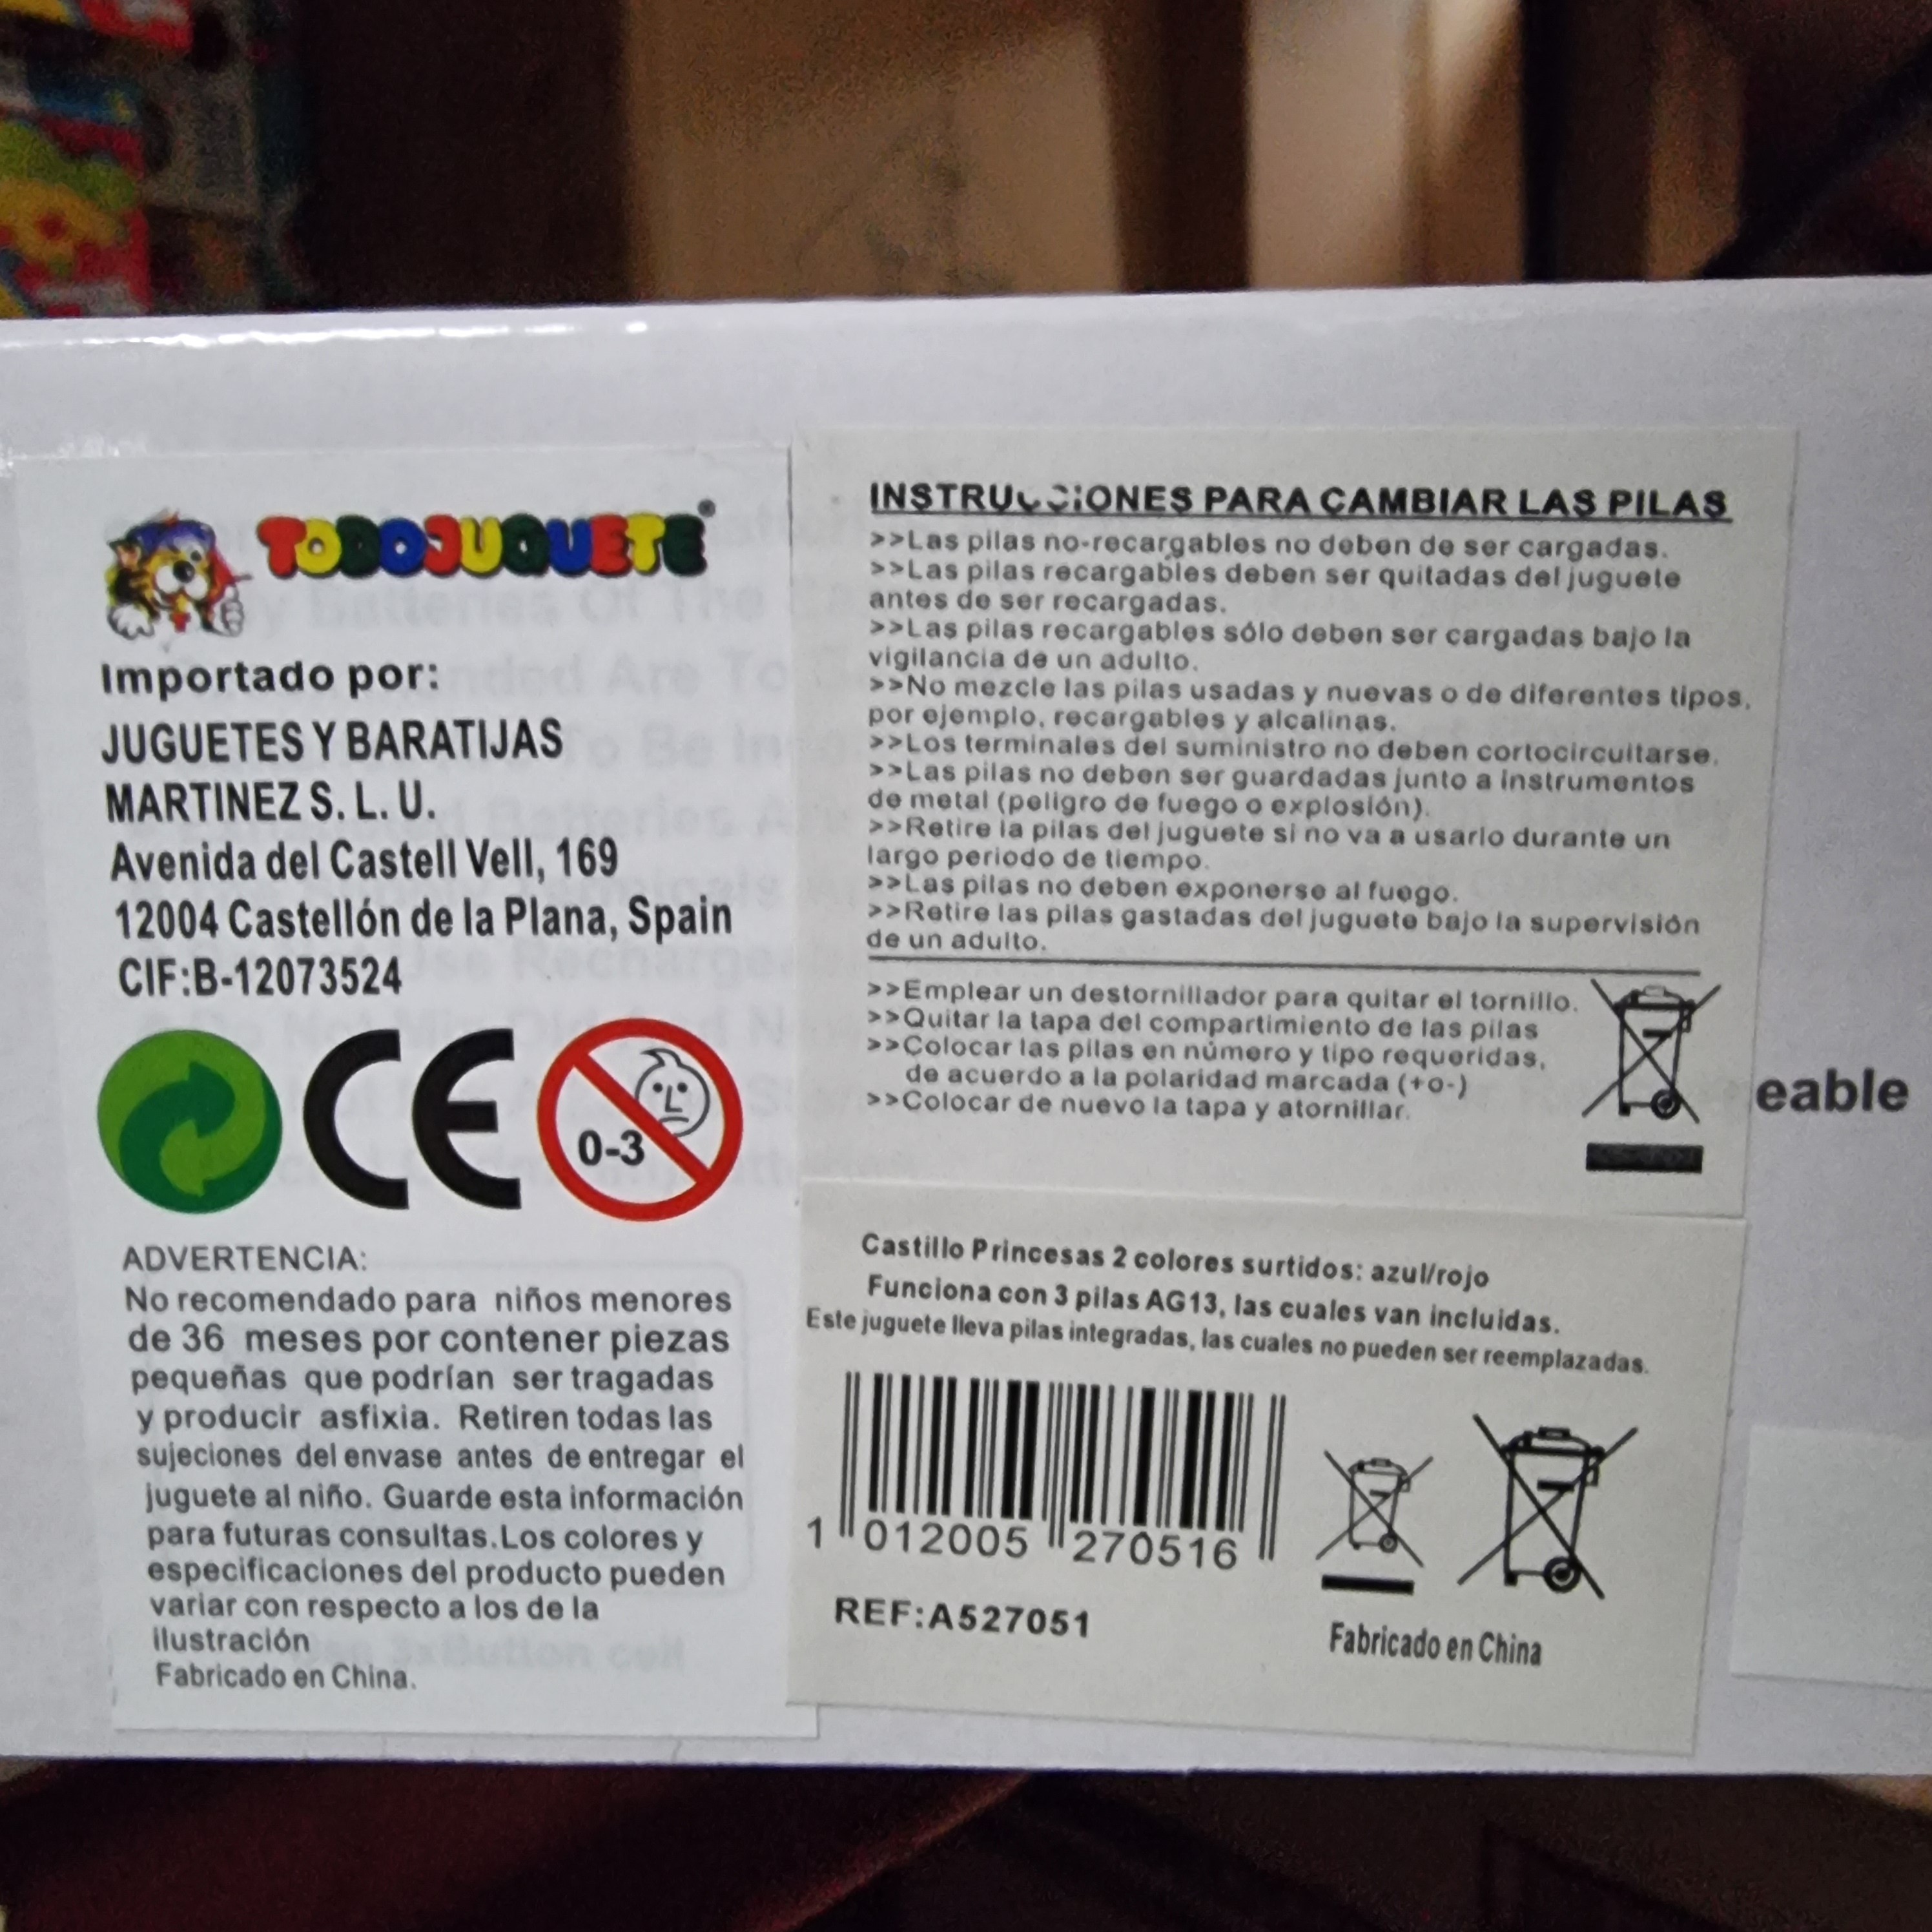 TODOJUGUETE®
Importado por:
JUGUETES Y BARATIJAS
MARTINEZ S. L. U.
Avenida del Castell Vell, 169
12004 Castellón de la Plana, Spain
CIF:B-12073524
CE
0-3
ADVERTENCIA:
No recomendado para niños menores
de 36 meses por contener piezas
pequeñas que podrían ser tragadas
y producir asfixia. Retiren todas las
sujeciones del envase antes de entregar el
juguete al niño. Guarde esta información
para futuras consultas.Los colores y
especificaciones del producto pueden
variar con respecto a los de la
ilustración
Fabricado en China.
INSTRUCCIONES PARA CAMBIAR LAS PILAS
>>Las pilas no-recargables no deben de ser cargadas.
>>Las pilas recargables deben ser quitadas del juguete
antes de ser recargadas.
>>Las pilas recargables sólo deben ser cargadas bajo la
vigilancia de un adulto.
>>No mezcle las pilas usadas y nuevas o de diferentes tipos,
por ejemplo, recargables y alcalinas.
>>Los terminales del suministro no deben cortocircuitarse.
>>Las pilas no deben ser guardadas junto a instrumentos
de metal (peligro de fuego o explosión).
>>Retire la pilas del juguete si no va a usarlo durante un
largo periodo de tiempo.
>>Las pilas no deben exponerse al fuego.
>>Retire las pilas gastadas del juguete bajo la supervisión
de un adulto.
>>Emplear un destornillador para quitar el tornillo.
>>Quitar la tapa del compartimiento de las pilas
>>Colocar las pilas en número y tipo requeridas,
de acuerdo a la polaridad marcada (+o-)
>>Colocar de nuevo la tapa y atornillar.
eable
Castillo Princesas 2 colores surtidos: azul/rojo
Funciona con 3 pilas AG13, las cuales van incluidas.
Este juguete lleva pilas integradas, las cuales no pueden ser reemplazadas.
1 012005 270516
REF:A527051
Fabricado en China